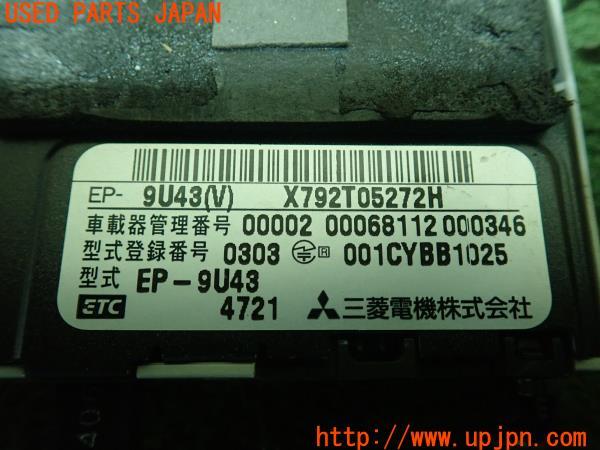 USED PARTS JAPAN
EP- 9U43(V) X792T05272H
車載器管理番号 00002 00068112 000346
型式登録番号 0303 R 001CYBB1025
型式 EP-9U43
ETC 4721 三菱電機株式会社
UPJ
http://www.upjpn.com/